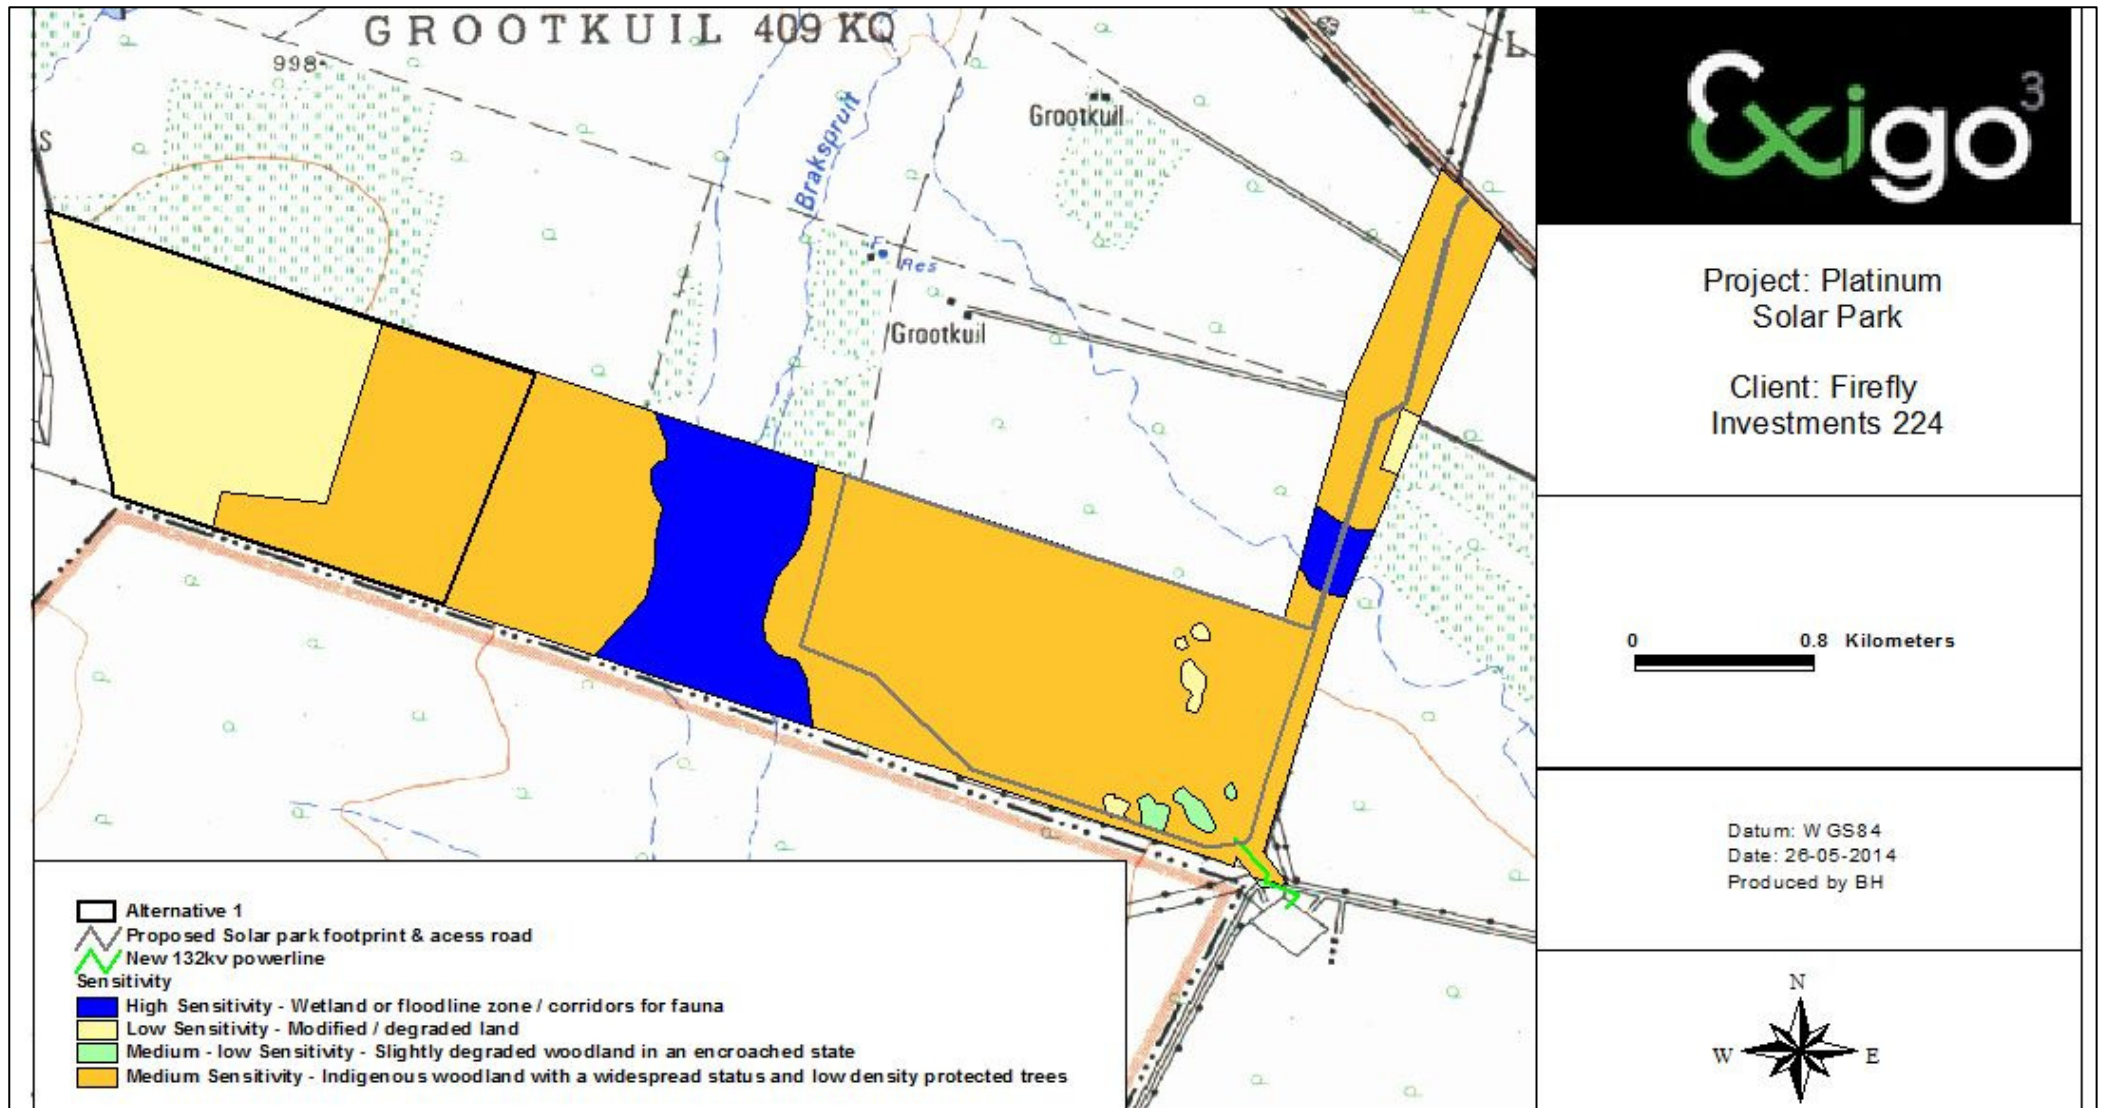 GROOTKUIL 409 KQ
998
S
L
Brakspruit
Grootkuil
F
Res
Grootkuil
Exigo3
Project: Platinum
Solar Park
Client: Firefly
Investments 224
0 0.8 Kilometers
Datum: WGS84
Date: 26-05-2014
Produced by BH
N
W E
Alternative 1
Proposed Solar park footprint & acess road
New 132kv powerline
Sensitivity
High Sensitivity - Wetland or floodline zone / corridors for fauna
Low Sensitivity - Modified / degraded land
Medium - low Sensitivity - Slightly degraded woodland in an encroached state
Medium Sensitivity - Indigenous woodland with a widespread status and low density protected trees